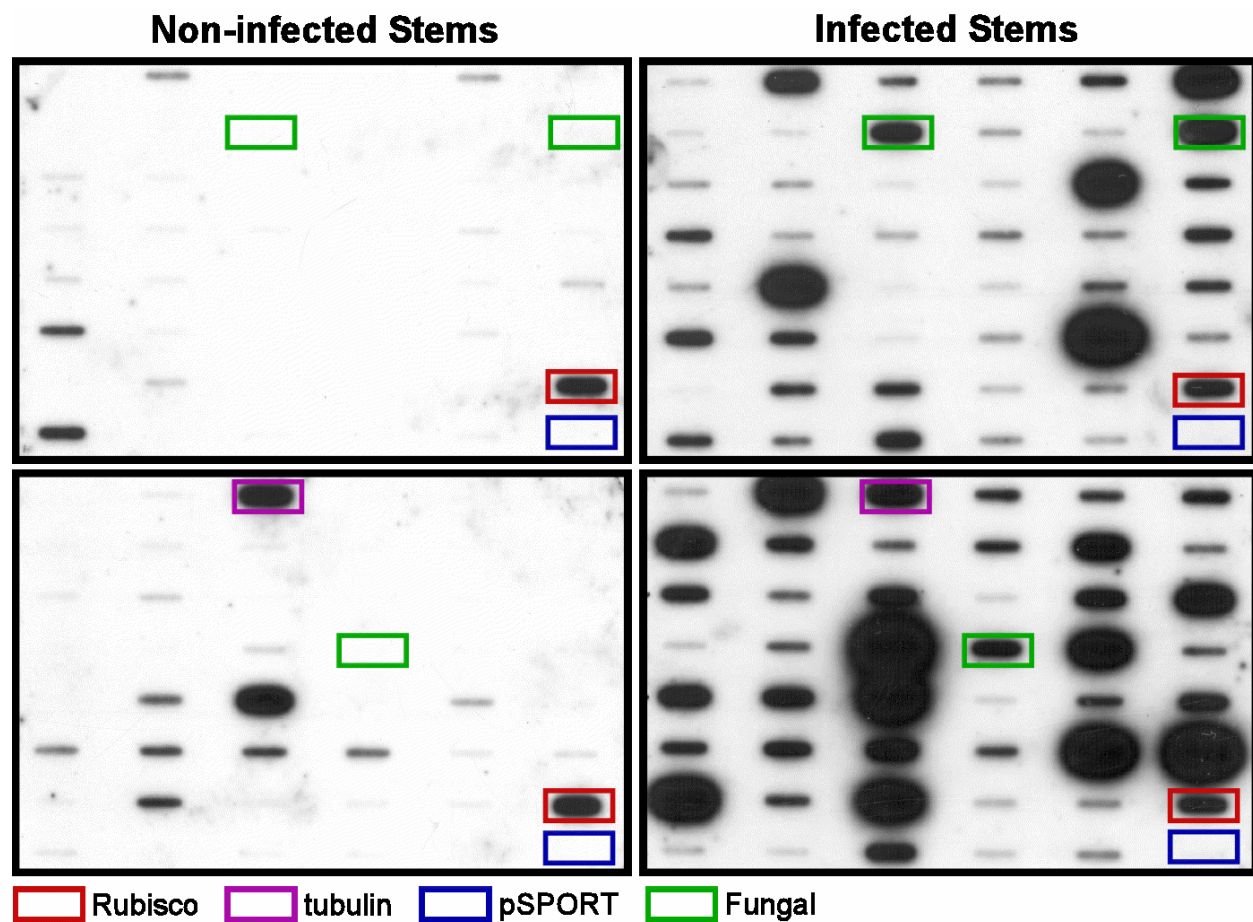 Non-infected Stems
Infected Stems
Rubisco
tubulin
pSPORT
Fungal